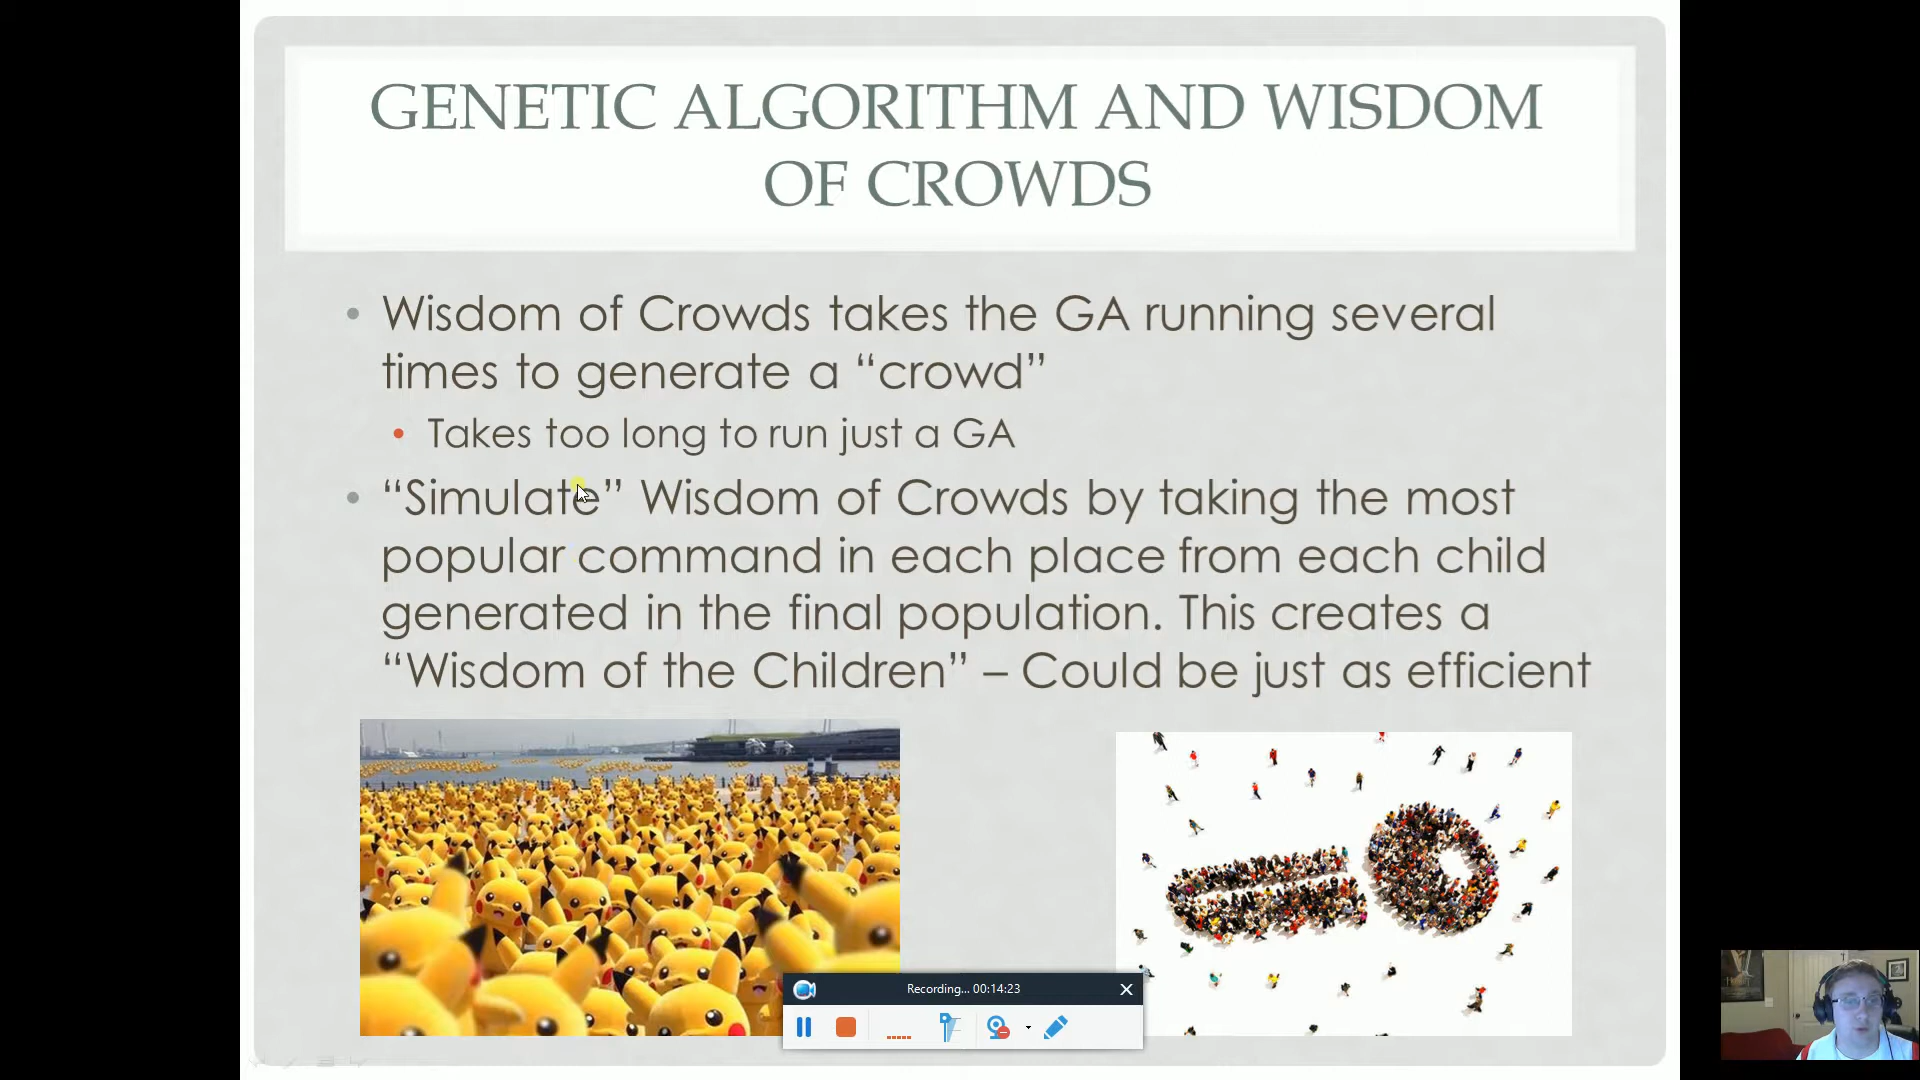 GENETIC ALGORITHM AND WISDOM
OF CROWDS
• Wisdom of Crowds takes the GA running several
times to generate a “crowd”
• Takes too long to run just a GA
• “Simulate” Wisdom of Crowds by taking the most
popular command in each place from each child
generated in the final population. This creates a
“Wisdom of the Children” – Could be just as efficient
Recording... 00:14:23